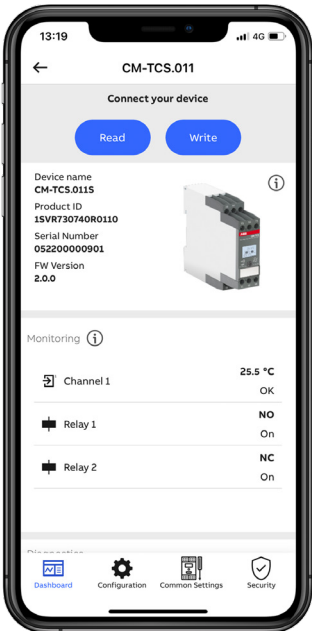 13:19
4G
CM-TCS.011
Connect your device
Read
Write
Device name
CM-TCS.011S
Product ID
1SVR730740R0110
Serial Number
052200000901
FW Version
2.0.0
ABB
Monitoring
Channel 1
25.5 °C
OK
Relay 1
NO
On
Relay 2
NC
On
Diagnostics
Dashboard
Configuration
Common Settings
Security